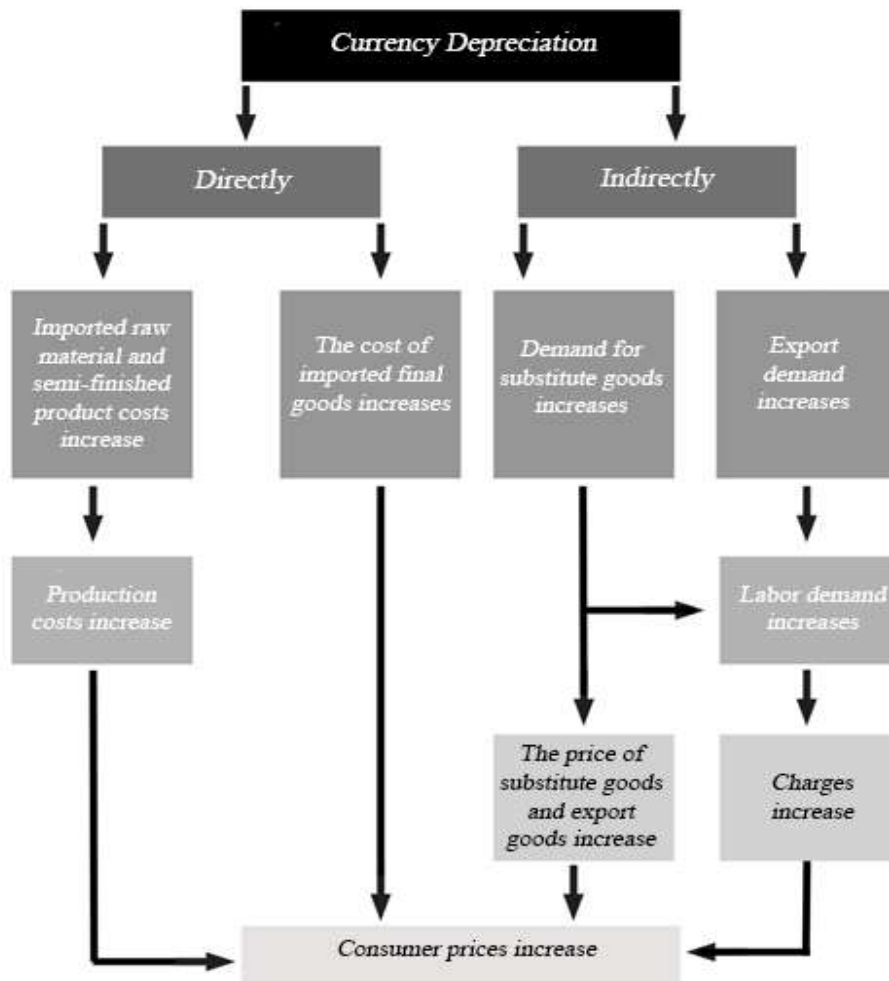 Currency Depreciation
Directly
Indirectly
Imported raw
material and
semi-finished
product costs
increase
The cost of
imported final
goods increases
Demand for
substitute goods
increases
Export
demand
increases
Production
costs increase
Labor demand
increases
The price of
substitute goods
and export
goods increase
Charges
increase
Consumer prices increase